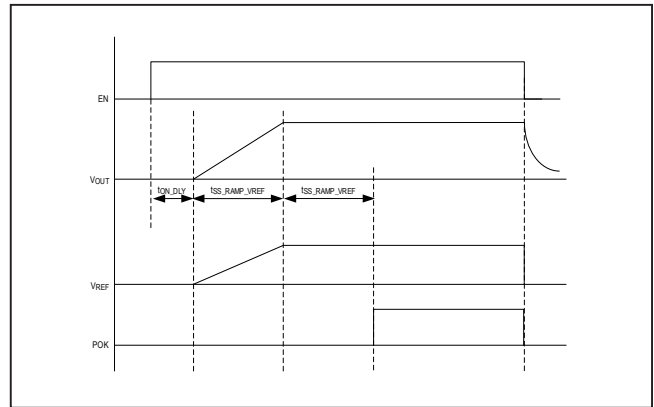 EN
VOUT
tON_DLY tSS_RAMP_VREF tSS_RAMP_VREF
VREF
POK